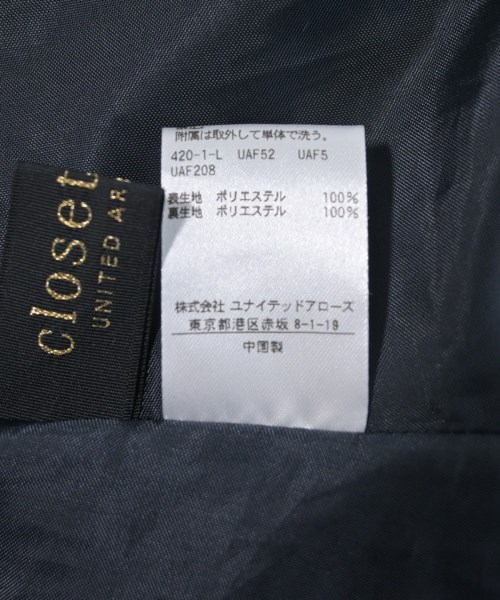 附属は取外して単体で洗う。
420-1-L UAF52 UAF5
UAF208
表生地 ポリエステル 100%
裏生地 ポリエステル 100%
株式会社 ユナイテッドアローズ
東京都港区赤坂 8-1-19
中国製
closet
UNITED AR